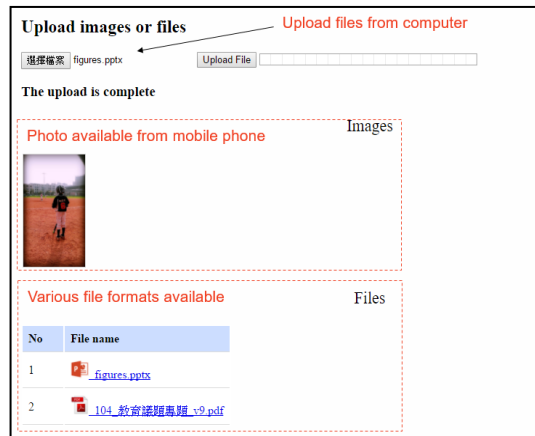 Upload images or files
Upload files from computer
選擇檔案 figures.pptx Upload File
The upload is complete
Images
Photo available from mobile phone
Various file formats available
Files
No File name
1 figures.pptx
2 104_教育議題專題_v9.pdf